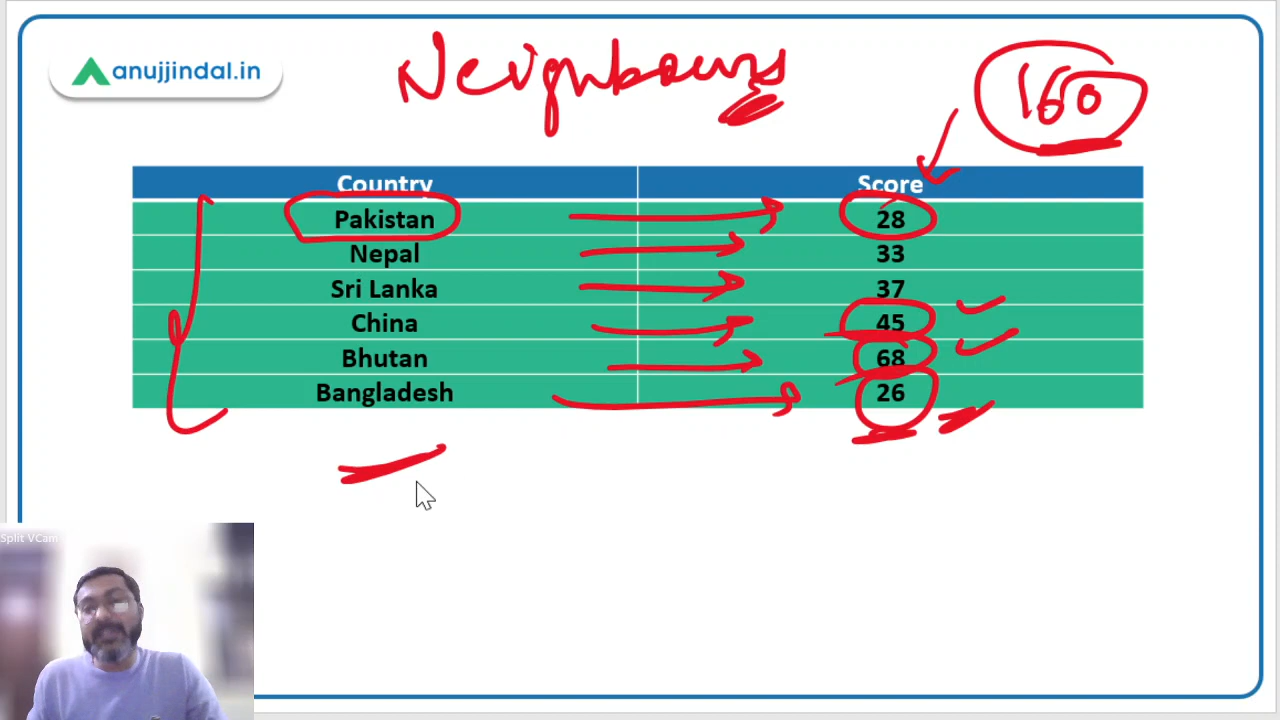 anujjindal.in
Neighbours
160
Country Score
Pakistan 28
Nepal 33
Sri Lanka 37
China 45
Bhutan 68
Bangladesh 26
Split VCam